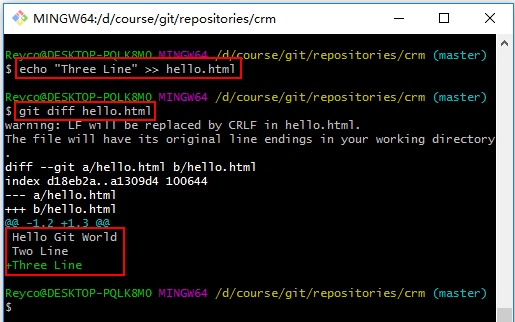 MINGW64:/d/course/git/repositories/crm
Reyco@DESKTOP-PQLK8MO MINGW64 /d/course/git/repositories/crm (master)
$ echo "Three Line" >> hello.html
Reyco@DESKTOP-PQLK8MO MINGW64 /d/course/git/repositories/crm (master)
$ git diff hello.html
warning: LF will be replaced by CRLF in hello.html.
The file will have its original line endings in your working directory
.
diff --git a/hello.html b/hello.html
index d18eb2a..a1309d4 100644
--- a/hello.html
+++ b/hello.html
@@ -1,2 +1,3 @@
 Hello Git World
 Two Line
+Three Line
Reyco@DESKTOP-PQLK8MO MINGW64 /d/course/git/repositories/crm (master)
$